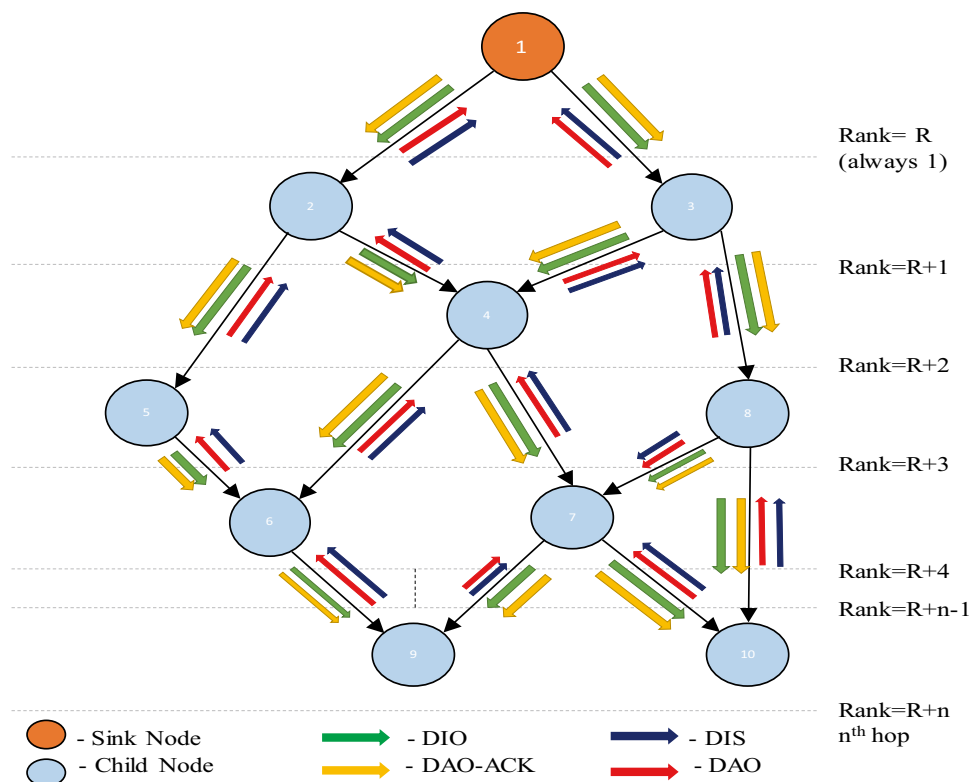 1
Rank= R
(always 1)
2
3
Rank=R+1
4
Rank=R+2
5
8
Rank=R+3
6
7
Rank=R+4
Rank=R+n-1
9
10
Rank=R+n
nth hop
- Sink Node
- DIO
- DIS
- Child Node
- DAO-ACK
- DAO